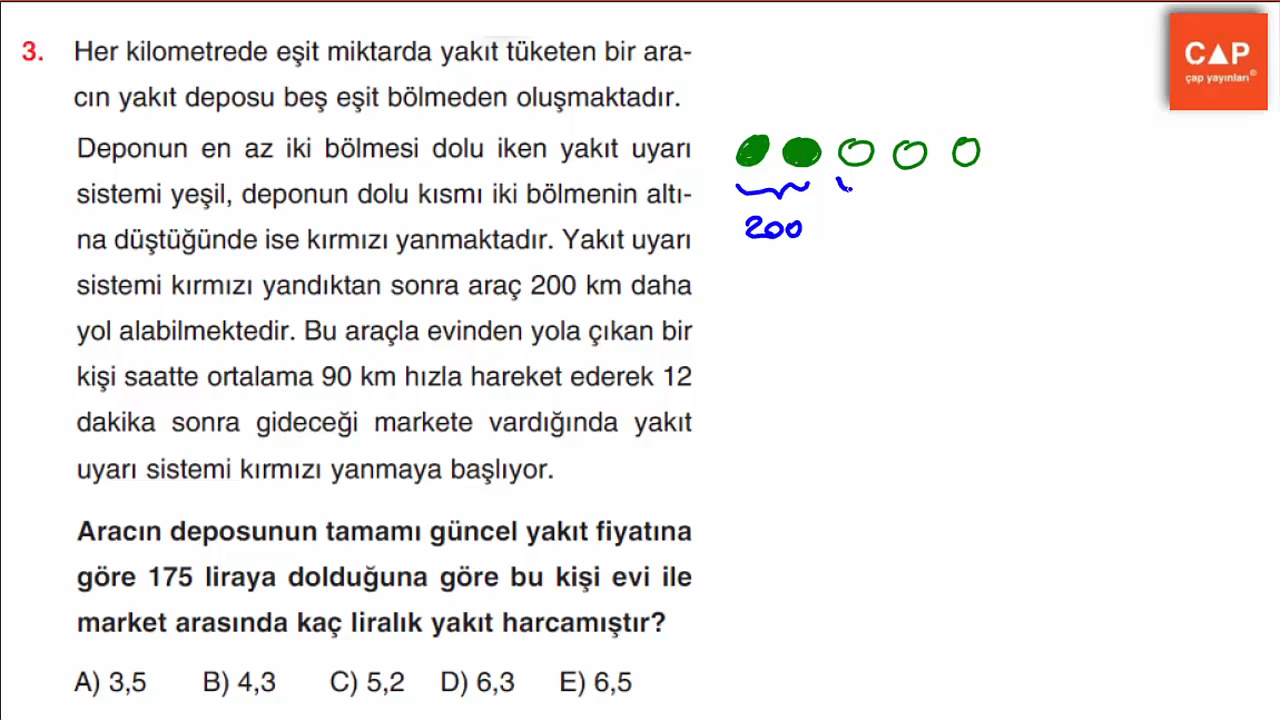 CAP
çap yayınları®
3. Her kilometrede eşit miktarda yakıt tüketen bir ara-
cın yakıt deposu beş eşit bölmeden oluşmaktadır.
Deponun en az iki bölmesi dolu iken yakıt uyarı
sistemi yeşil, deponun dolu kısmı iki bölmenin altı-
na düştüğünde ise kırmızı yanmaktadır. Yakıt uyarı
sistemi kırmızı yandıktan sonra araç 200 km daha
yol alabilmektedir. Bu araçla evinden yola çıkan bir
kişi saatte ortalama 90 km hızla hareket ederek 12
dakika sonra gideceği markete vardığında yakıt
uyarı sistemi kırmızı yanmaya başlıyor.
Aracın deposunun tamamı güncel yakıt fiyatına
göre 175 liraya dolduğuna göre bu kişi evi ile
market arasında kaç liralık yakıt harcamıştır?
A) 3,5 B) 4,3 C) 5,2 D) 6,3 E) 6,5
200